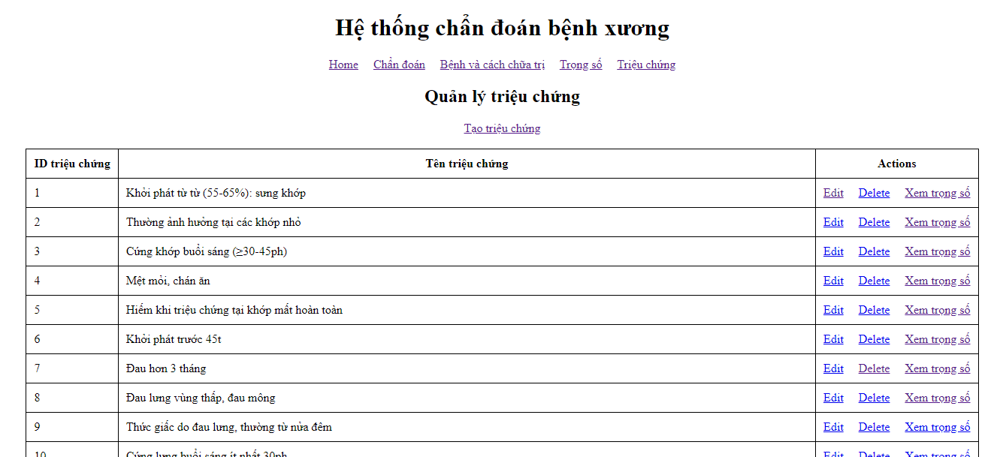 Hệ thống chẩn đoán bệnh xương
Home Chẩn đoán Bệnh và cách chữa trị Trọng số Triệu chứng
Quản lý triệu chứng
Tạo triệu chứng
ID triệu chứng Tên triệu chứng Actions
1 Khởi phát từ từ (55-65%): sưng khớp Edit Delete Xem trọng số
2 Thường ảnh hưởng tại các khớp nhỏ Edit Delete Xem trọng số
3 Cứng khớp buổi sáng (≥30-45ph) Edit Delete Xem trọng số
4 Mệt mỏi, chán ăn Edit Delete Xem trọng số
5 Hiếm khi triệu chứng tại khớp mất hoàn toàn Edit Delete Xem trọng số
6 Khởi phát trước 45t Edit Delete Xem trọng số
7 Đau hơn 3 tháng Edit Delete Xem trọng số
8 Đau lưng vùng thấp, đau mông Edit Delete Xem trọng số
9 Thức giấc do đau lưng, thường từ nửa đêm Edit Delete Xem trọng số
10 Cứng lưng buổi sáng ít nhất 30ph Edit Delete Xem trọng số